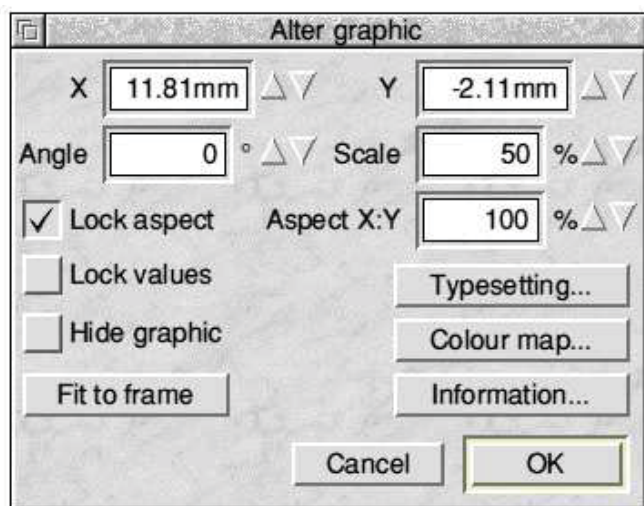 Alter graphic
X 11.81mm Y -2.11mm
Angle 0 ° Scale 50 %
Lock aspect Aspect X:Y 100 %
Lock values Typesetting...
Hide graphic Colour map...
Fit to frame Information...
Cancel OK